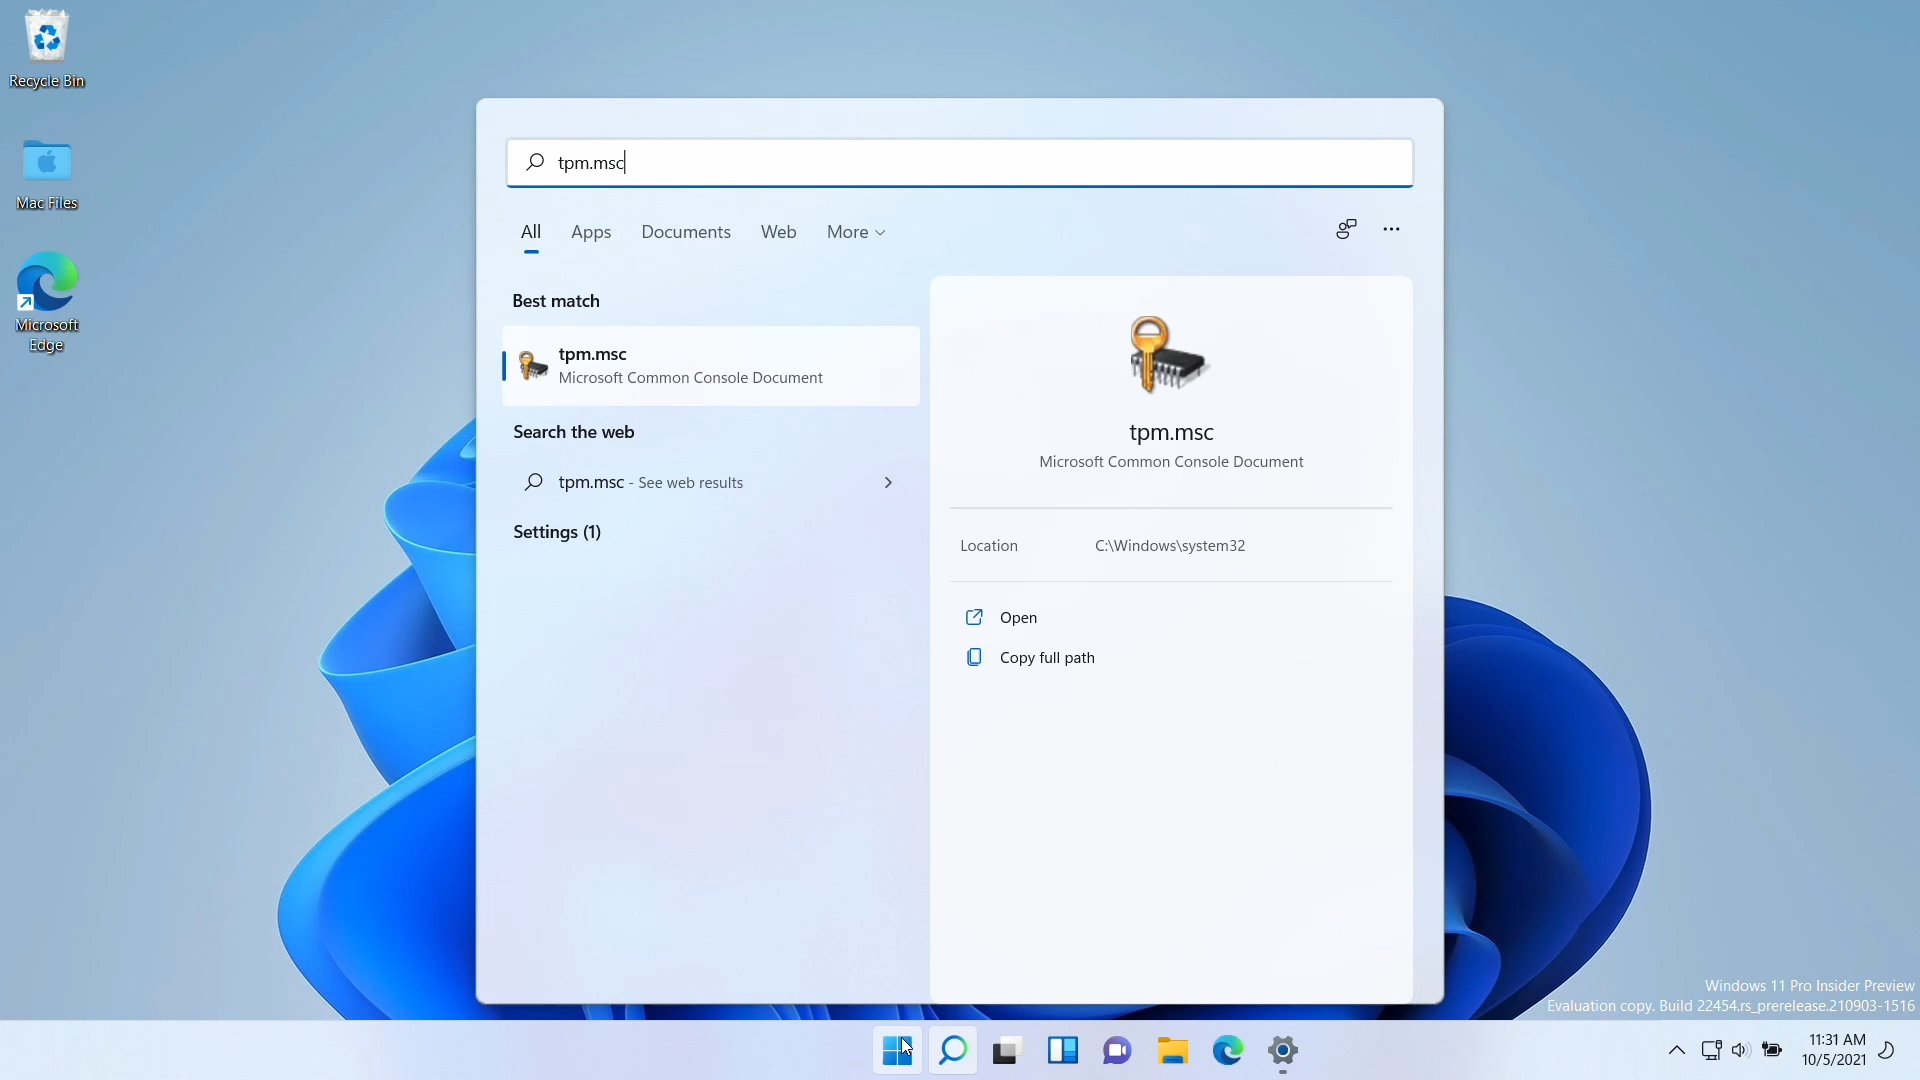 Recycle Bin
Mac Files
Microsoft
Edge
tpm.msc
All Apps Documents Web More
Best match
tpm.msc
Microsoft Common Console Document
Search the web
tpm.msc - See web results
Settings (1)
tpm.msc
Microsoft Common Console Document
Location C:\Windows\system32
Open
Copy full path
Windows 11 Pro Insider Preview
Evaluation copy. Build 22454.rs_prerelease.210903-1516
11:31 AM
10/5/2021